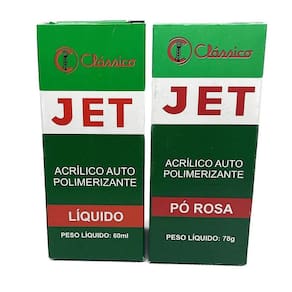 Clássico
JET
ACRÍLICO AUTO
POLIMERIZANTE
LÍQUIDO
PESO LÍQUIDO: 60ml
Clássico
JET
ACRÍLICO AUTO
POLIMERIZANTE
PÓ ROSA
PESO LÍQUIDO: 78g